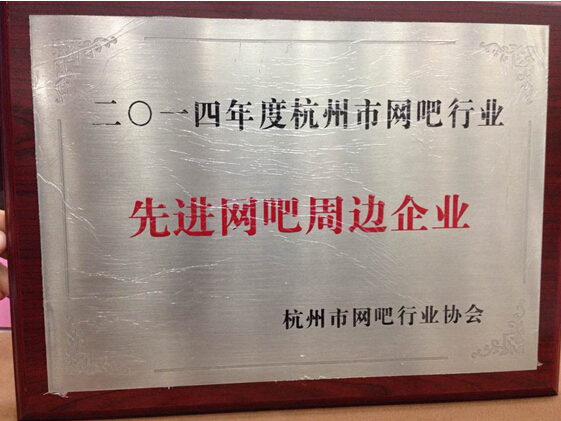 二〇一四年度杭州市网吧行业
先进网吧周边企业
杭州市网吧行业协会